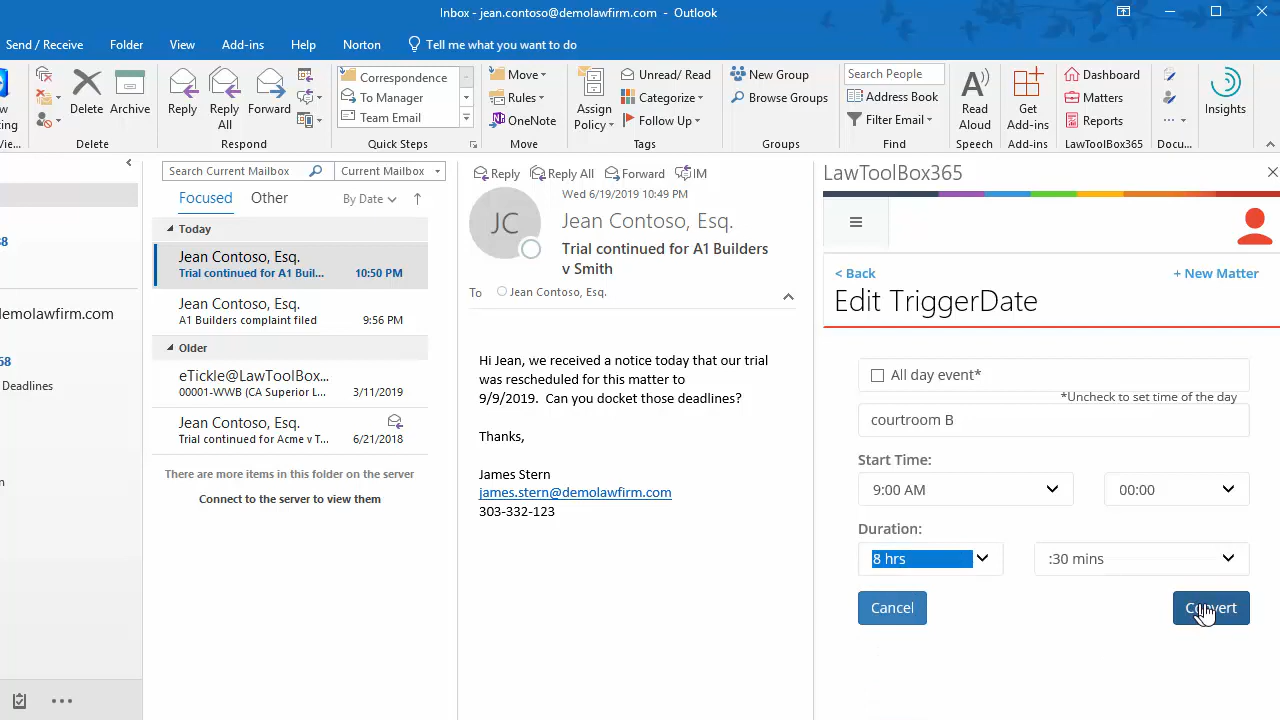 Inbox - jean.contoso@demolawfirm.com - Outlook
Send / Receive Folder View Add-ins Help Norton Tell me what you want to do
Delete Archive
Delete
Reply Reply All Forward
Respond
Correspondence
To Manager
Team Email
Quick Steps
Move
Rules
OneNote
Move
Assign Policy
Unread/ Read
Categorize
Follow Up
Tags
New Group
Browse Groups
Groups
Search People
Address Book
Filter Email
Find
Read Aloud
Speech
Get Add-ins
Add-ins
Dashboard
Matters
Reports
LawToolBox365
...
Docu...
Insights
Search Current Mailbox Current Mailbox
Focused Other By Date
Today
Jean Contoso, Esq.
Trial continued for A1 Buil... 10:50 PM
Jean Contoso, Esq.
A1 Builders complaint filed 9:56 PM
Older
eTickle@LawToolBox...
00001-WWB (CA Superior L... 3/11/2019
Jean Contoso, Esq.
Trial continued for Acme v T... 6/21/2018
There are more items in this folder on the server
Connect to the server to view them
demolawfirm.com
Deadlines
Reply Reply All Forward IM
Wed 6/19/2019 10:49 PM
JC
Jean Contoso, Esq.
Trial continued for A1 Builders
v Smith
To Jean Contoso, Esq.
Hi Jean, we received a notice today that our trial
was rescheduled for this matter to
9/9/2019. Can you docket those deadlines?
Thanks,
James Stern
james.stern@demolawfirm.com
303-332-123
LawToolBox365
< Back + New Matter
Edit TriggerDate
All day event*
*Uncheck to set time of the day
courtroom B
Start Time:
9:00 AM 00:00
Duration:
8 hrs :30 mins
Cancel Convert